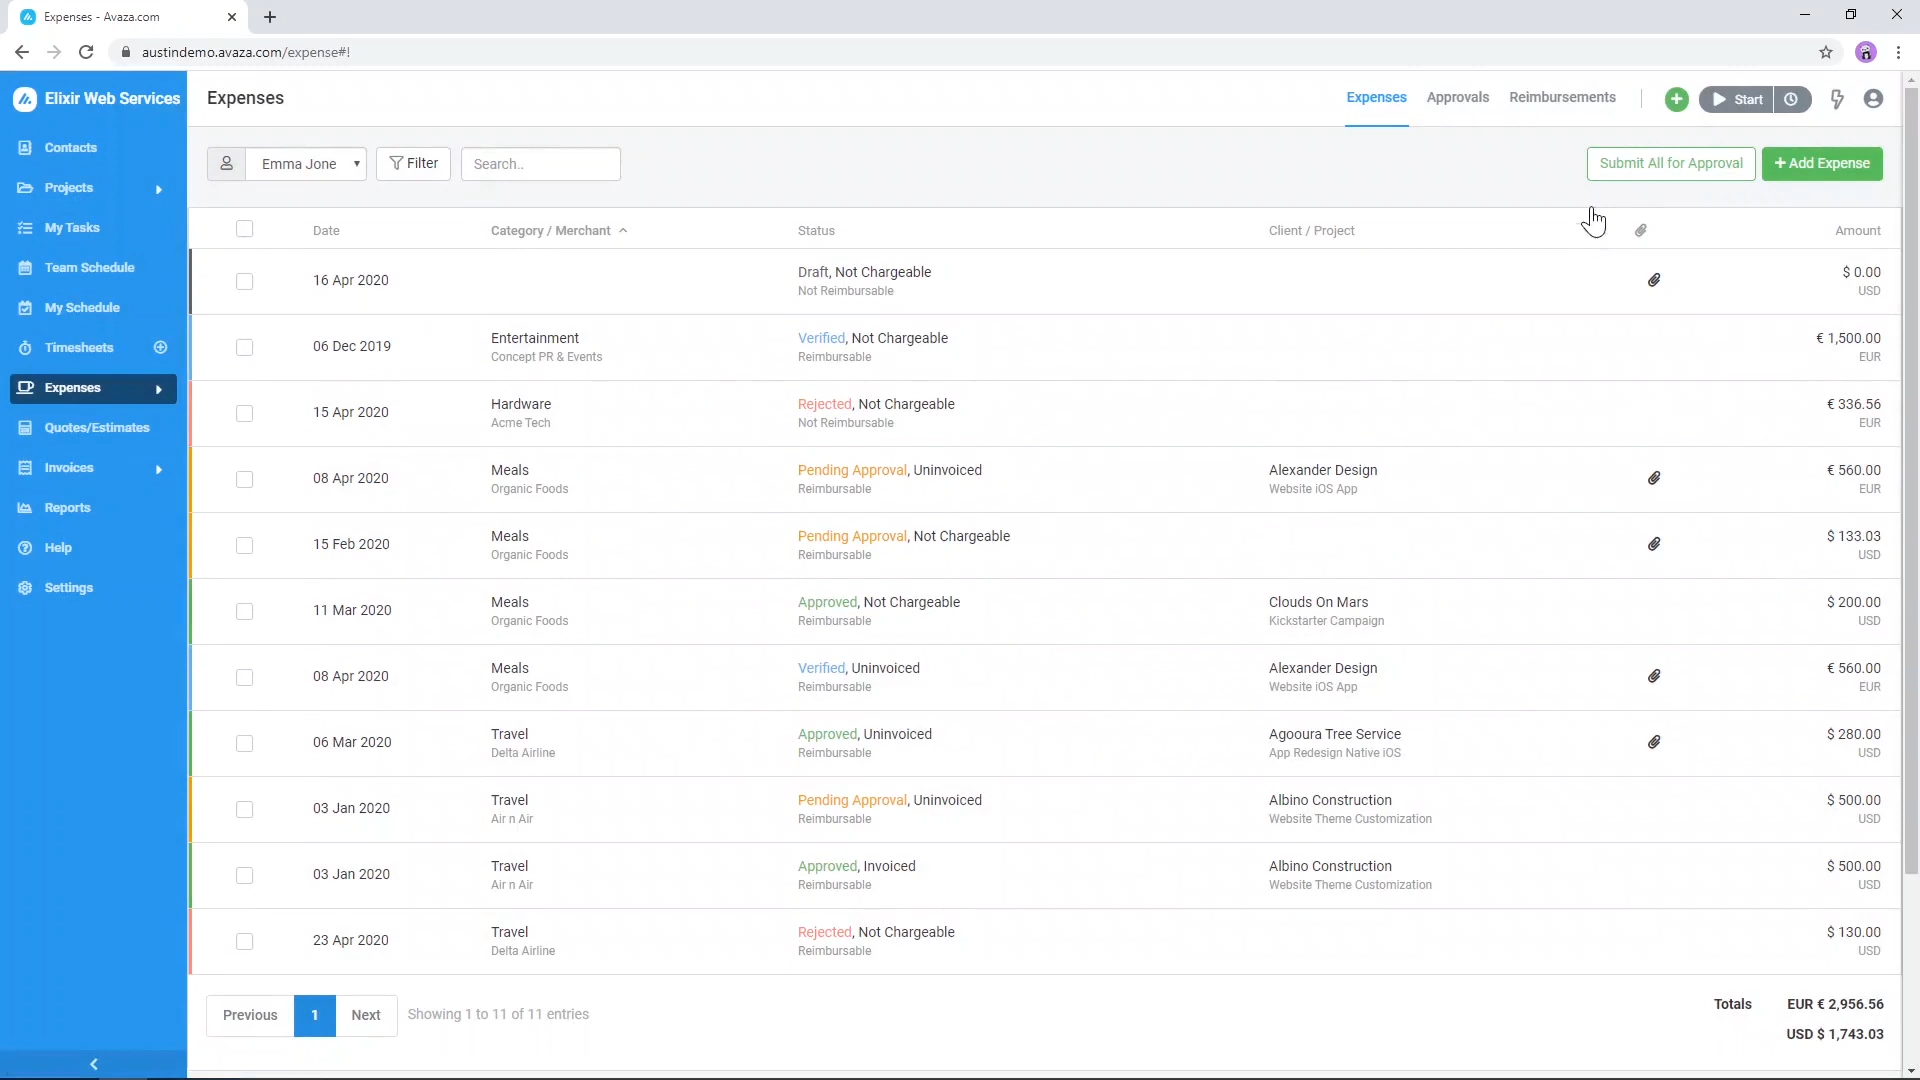 Expenses - Avaza.com
austindemo.avaza.com/expense#!
Elixir Web Services
Contacts
Projects
My Tasks
Team Schedule
My Schedule
Timesheets
Expenses
Quotes/Estimates
Invoices
Reports
Help
Settings
Expenses
Expenses Approvals Reimbursements
Start
Emma Jone
Filter
Search..
Submit All for Approval
+ Add Expense
Date Category / Merchant Status Client / Project Amount
16 Apr 2020 Draft, Not Chargeable $ 0.00
Not Reimbursable USD
06 Dec 2019 Entertainment Verified, Not Chargeable € 1,500.00
Concept PR & Events Reimbursable EUR
15 Apr 2020 Hardware Rejected, Not Chargeable € 336.56
Acme Tech Not Reimbursable EUR
08 Apr 2020 Meals Pending Approval, Uninvoiced Alexander Design € 560.00
Organic Foods Reimbursable Website iOS App EUR
15 Feb 2020 Meals Pending Approval, Not Chargeable $ 133.03
Organic Foods Reimbursable USD
11 Mar 2020 Meals Approved, Not Chargeable Clouds On Mars $ 200.00
Organic Foods Reimbursable Kickstarter Campaign USD
08 Apr 2020 Meals Verified, Uninvoiced Alexander Design € 560.00
Organic Foods Reimbursable Website iOS App EUR
06 Mar 2020 Travel Approved, Uninvoiced Agooura Tree Service $ 280.00
Delta Airline Reimbursable App Redesign Native iOS USD
03 Jan 2020 Travel Pending Approval, Uninvoiced Albino Construction $ 500.00
Air n Air Reimbursable Website Theme Customization USD
03 Jan 2020 Travel Approved, Invoiced Albino Construction $ 500.00
Air n Air Reimbursable Website Theme Customization USD
23 Apr 2020 Travel Rejected, Not Chargeable $ 130.00
Delta Airline Reimbursable USD
Previous 1 Next Showing 1 to 11 of 11 entries
Totals EUR € 2,956.56
USD $ 1,743.03